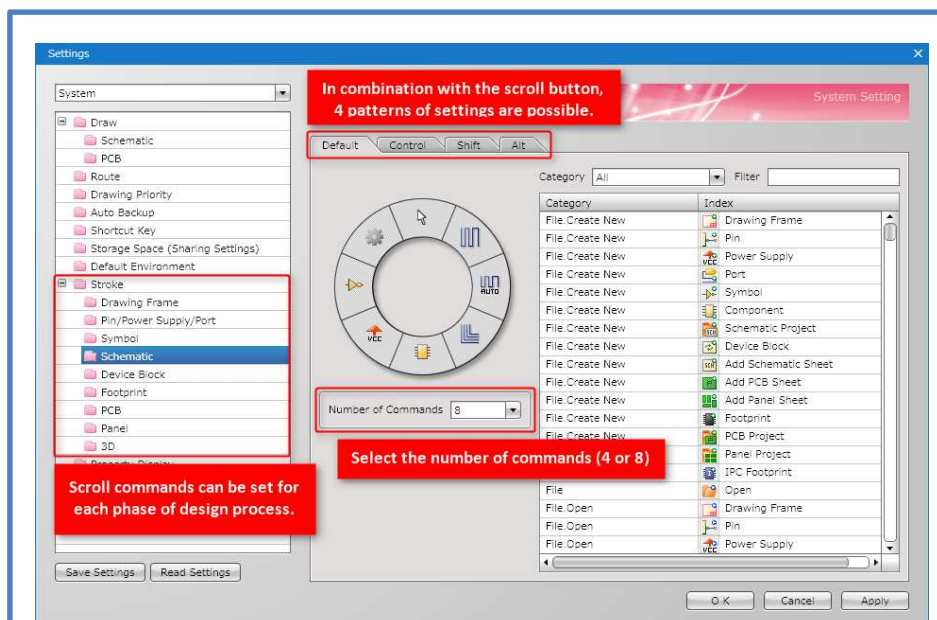 Settings
System
In combination with the scroll button,
4 patterns of settings are possible.
System Setting
Draw
Schematic
PCB
Route
Drawing Priority
Auto Backup
Shortcut Key
Storage Space (Sharing Settings)
Default Environment
Stroke
Drawing Frame
Pin/Power Supply/Port
Symbol
Schematic
Device Block
Footprint
PCB
Panel
3D
Property Display
Scroll commands can be set for
each phase of design process.
Save Settings Read Settings
Default Control Shift Alt
AUTO
VCC
Number of Commands 8
Select the number of commands (4 or 8)
Category All Filter
Category Index
File.Create New Drawing Frame
File.Create New Pin
File.Create New VCC Power Supply
File.Create New Port
File.Create New Symbol
File.Create New Component
File.Create New SCH Schematic Project
File.Create New Device Block
File.Create New SCH Add Schematic Sheet
File.Create New Add PCB Sheet
File.Create New Add Panel Sheet
File.Create New Footprint
File.Create New PCB Project
Panel Project
IPC Footprint
File Open
File.Open Drawing Frame
File.Open Pin
File.Open VCC Power Supply
O K Cancel Apply